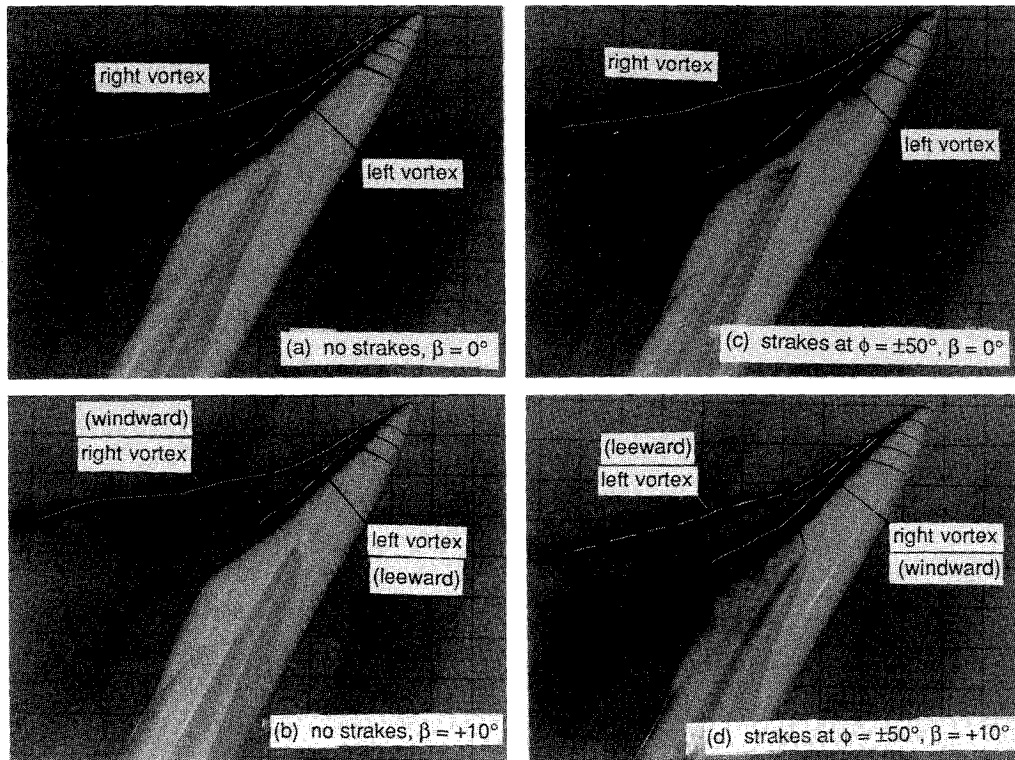 right vortex
left vortex
(a) no strakes, β = 0°
right vortex
left vortex
(c) strakes at ϕ = ±50°, β = 0°
(windward)
right vortex
left vortex
(leeward)
(b) no strakes, β = +10°
(leeward)
left vortex
right vortex
(windward)
(d) strakes at ϕ = ±50°, β = +10°